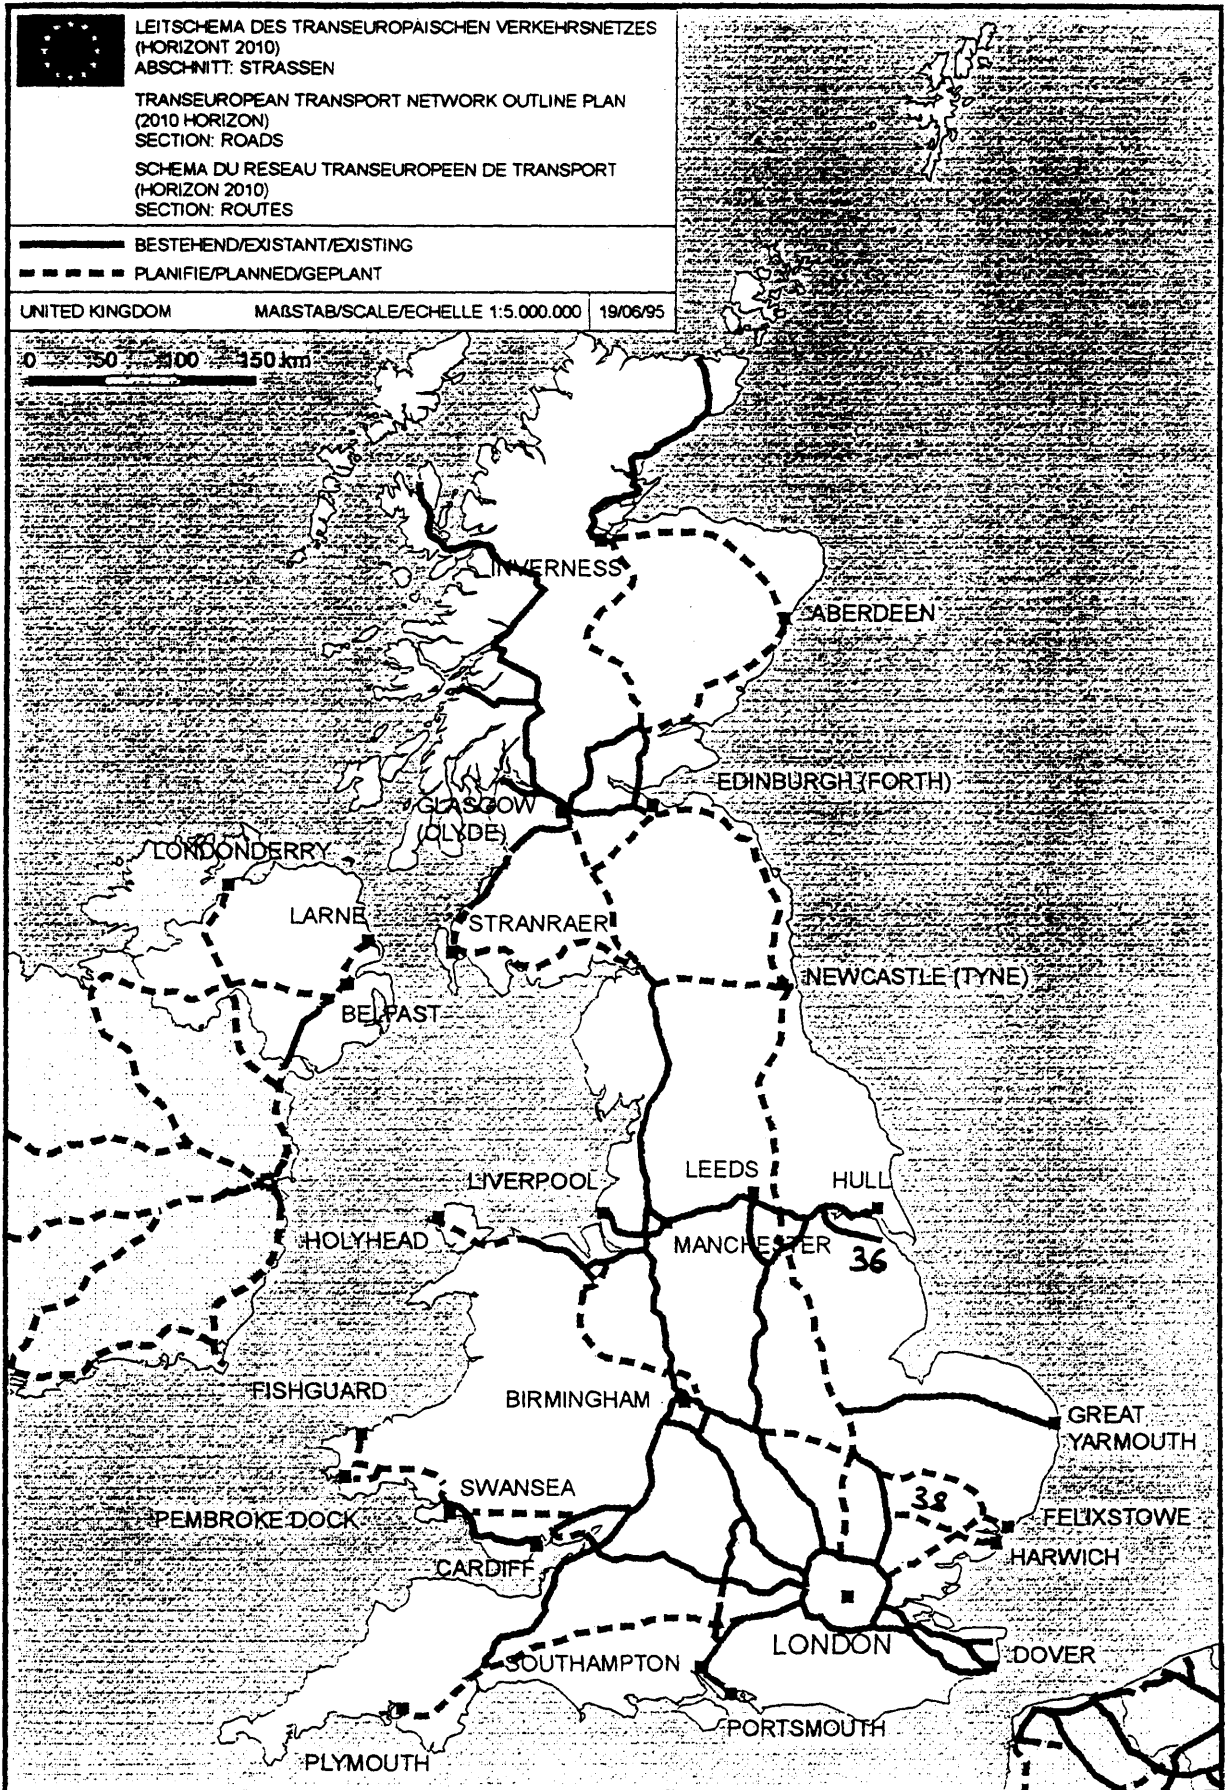 LEITSCHEMA DES TRANSEUROPAISCHEN VERKEHRSNETZES
(HORIZONT 2010)
ABSCHNITT: STRASSEN
TRANSEUROPEAN TRANSPORT NETWORK OUTLINE PLAN
(2010 HORIZON)
SECTION: ROADS
SCHEMA DU RESEAU TRANSEUROPEEN DE TRANSPORT
(HORIZON 2010)
SECTION: ROUTES
BESTEHEND/EXISTANT/EXISTING
PLANIFIE/PLANNED/GEPLANT
UNITED KINGDOM MAßSTAB/SCALE/ECHELLE 1:5.000.000 19/06/95
0 50 100 150 km
INVERNESS
ABERDEEN
EDINBURGH (FORTH)
GLASGOW
(CLYDE)
LONDONDERRY
LARNE
STRANRAER
NEWCASTLE (TYNE)
BELFAST
LEEDS
HULL
LIVERPOOL
HOLYHEAD
MANCHESTER
36
FISHGUARD
BIRMINGHAM
GREAT
YARMOUTH
SWANSEA
38
PEMBROKE DOCK
FELIXSTOWE
HARWICH
CARDIFF
LONDON
DOVER
SOUTHAMPTON
PORTSMOUTH
PLYMOUTH